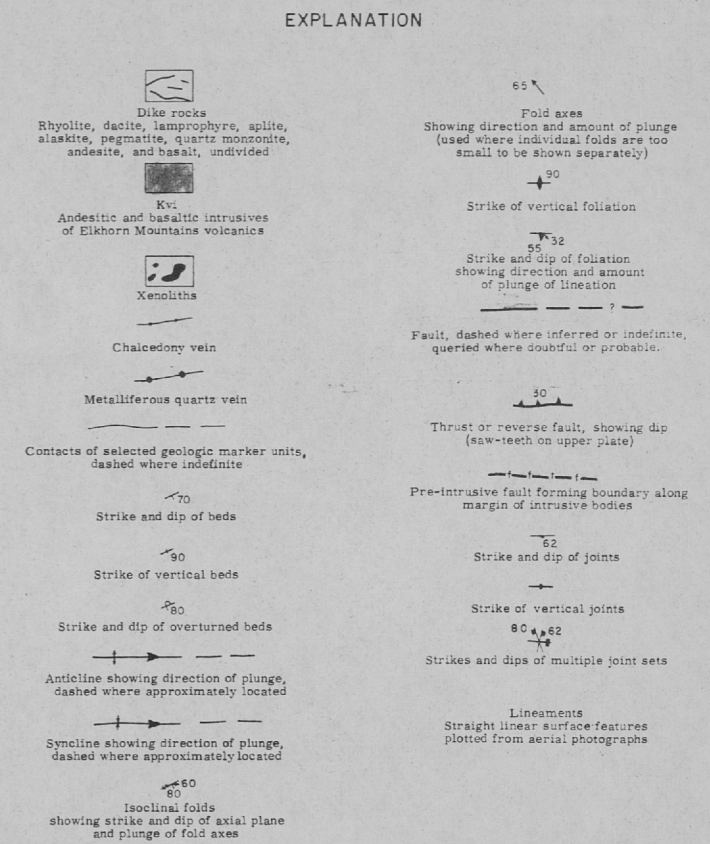 EXPLANATION
Dike rocks
Rhyolite, dacite, lamprophyre, aplite,
alaskite, pegmatite, quartz monzonite,
andesite, and basalt, undivided
Kvi
Andesitic and basaltic intrusives
of Elkhorn Mountains volcanics
Xenoliths
Chalcedony vein
Metalliferous quartz vein
Contacts of selected geologic marker units,
dashed where indefinite
70
Strike and dip of beds
90
Strike of vertical beds
80
Strike and dip of overturned beds
Anticline showing direction of plunge,
dashed where approximately located
Syncline showing direction of plunge,
dashed where approximately located
60
80
Isoclinal folds
showing strike and dip of axial plane
and plunge of fold axes
65
Fold axes
Showing direction and amount of plunge
(used where individual folds are too
small to be shown separately)
90
Strike of vertical foliation
32
55
Strike and dip of foliation
showing direction and amount
of plunge of lineation
?
Fault, dashed where inferred or indefinite,
queried where doubtful or probable.
30
Thrust or reverse fault, showing dip
(saw-teeth on upper plate)
f f f f
Pre-intrusive fault forming boundary along
margin of intrusive bodies
62
Strike and dip of joints
Strike of vertical joints
80 62
Strikes and dips of multiple joint sets
Lineaments
Straight linear surface features
plotted from aerial photographs